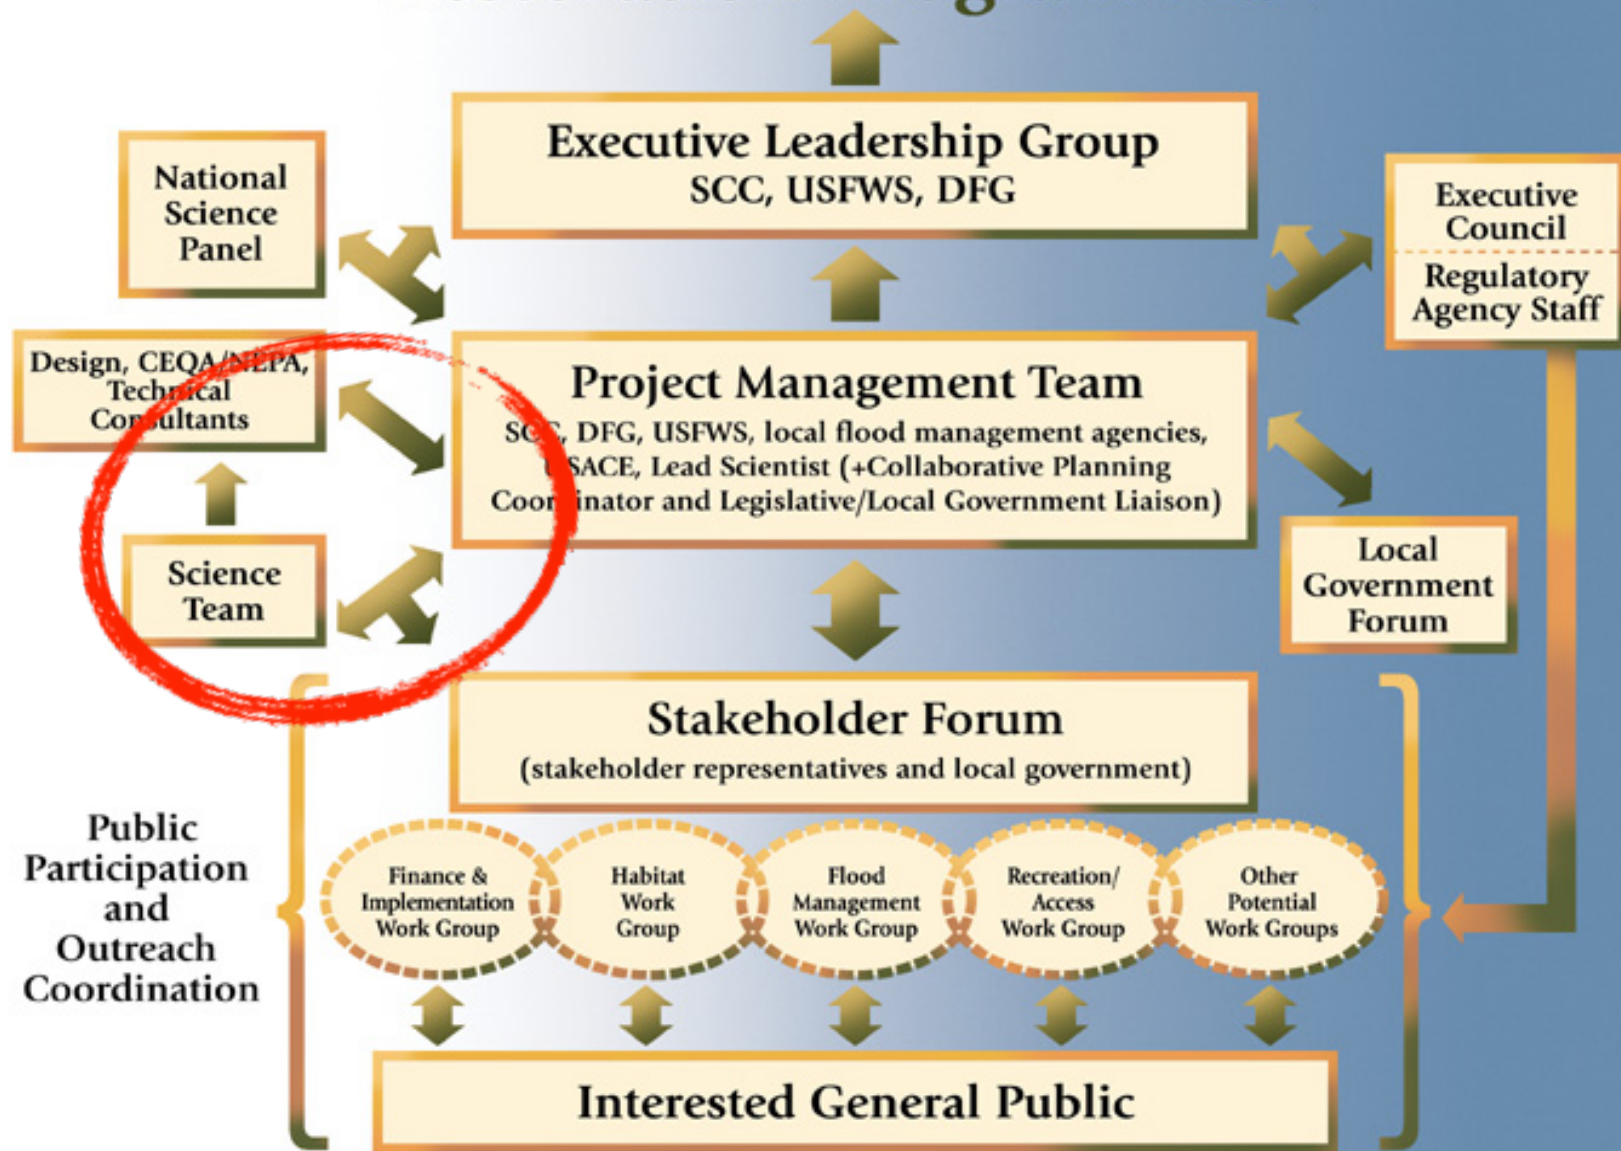 Executive Leadership Group
SCC, USFWS, DFG
National
Science
Panel
Executive
Council
Regulatory
Agency Staff
Design, CEQA/NEPA,
Technical
Consultants
Project Management Team
SCC, DFG, USFWS, local flood management agencies,
USACE, Lead Scientist (+Collaborative Planning
Coordinator and Legislative/Local Government Liaison)
Science
Team
Local
Government
Forum
Stakeholder Forum
(stakeholder representatives and local government)
Public
Participation
and
Outreach
Coordination
Finance &
Implementation
Work Group
Habitat
Work
Group
Flood
Management
Work Group
Recreation/
Access
Work Group
Other
Potential
Work Groups
Interested General Public